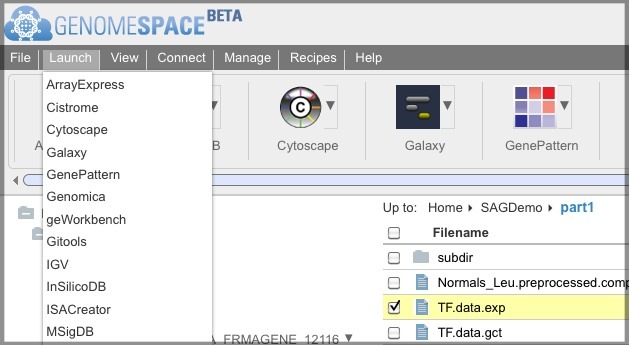 GENOMESPACE BETA
File Launch View Connect Manage Recipes Help
ArrayExpress
Cistrome
Cytoscape
Galaxy
GenePattern
Genomica
geWorkbench
Gitools
IGV
InSilicoDB
ISACreator
MSigDB
A B Cytoscape Galaxy GenePattern
Up to: Home SAGDemo part1
Filename
subdir
Normals_Leu.preprocessed.comp
TF.data.exp
TF.data.gct
FRMAGENE_12116